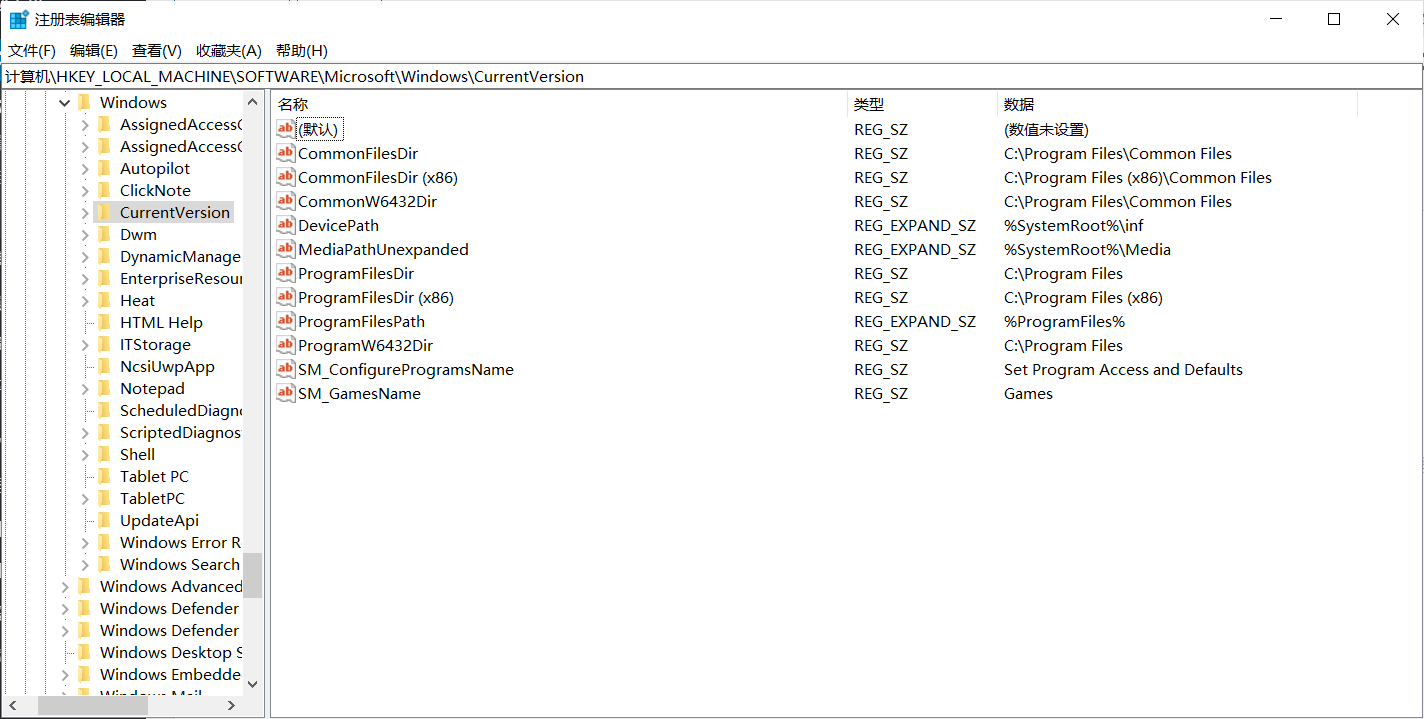 注册表编辑器
文件(F) 编辑(E) 查看(V) 收藏夹(A) 帮助(H)
计算机\HKEY_LOCAL_MACHINE\SOFTWARE\Microsoft\Windows\CurrentVersion
Windows
AssignedAccessC
AssignedAccessC
Autopilot
ClickNote
CurrentVersion
Dwm
DynamicManage
EnterpriseResour
Heat
HTML Help
ITStorage
NcsiUwpApp
Notepad
ScheduledDiagno
ScriptedDiagnos
Shell
Tablet PC
TabletPC
UpdateApi
Windows Error R
Windows Search
Windows Advanced
Windows Defender
Windows Defender
Windows Desktop S
Windows Embedde
Windows Mail
名称 类型 数据
(默认) REG_SZ (数值未设置)
CommonFilesDir REG_SZ C:\Program Files\Common Files
CommonFilesDir (x86) REG_SZ C:\Program Files (x86)\Common Files
CommonW6432Dir REG_SZ C:\Program Files\Common Files
DevicePath REG_EXPAND_SZ %SystemRoot%\inf
MediaPathUnexpanded REG_EXPAND_SZ %SystemRoot%\Media
ProgramFilesDir REG_SZ C:\Program Files
ProgramFilesDir (x86) REG_SZ C:\Program Files (x86)
ProgramFilesPath REG_EXPAND_SZ %ProgramFiles%
ProgramW6432Dir REG_SZ C:\Program Files
SM_ConfigureProgramsName REG_SZ Set Program Access and Defaults
SM_GamesName REG_SZ Games